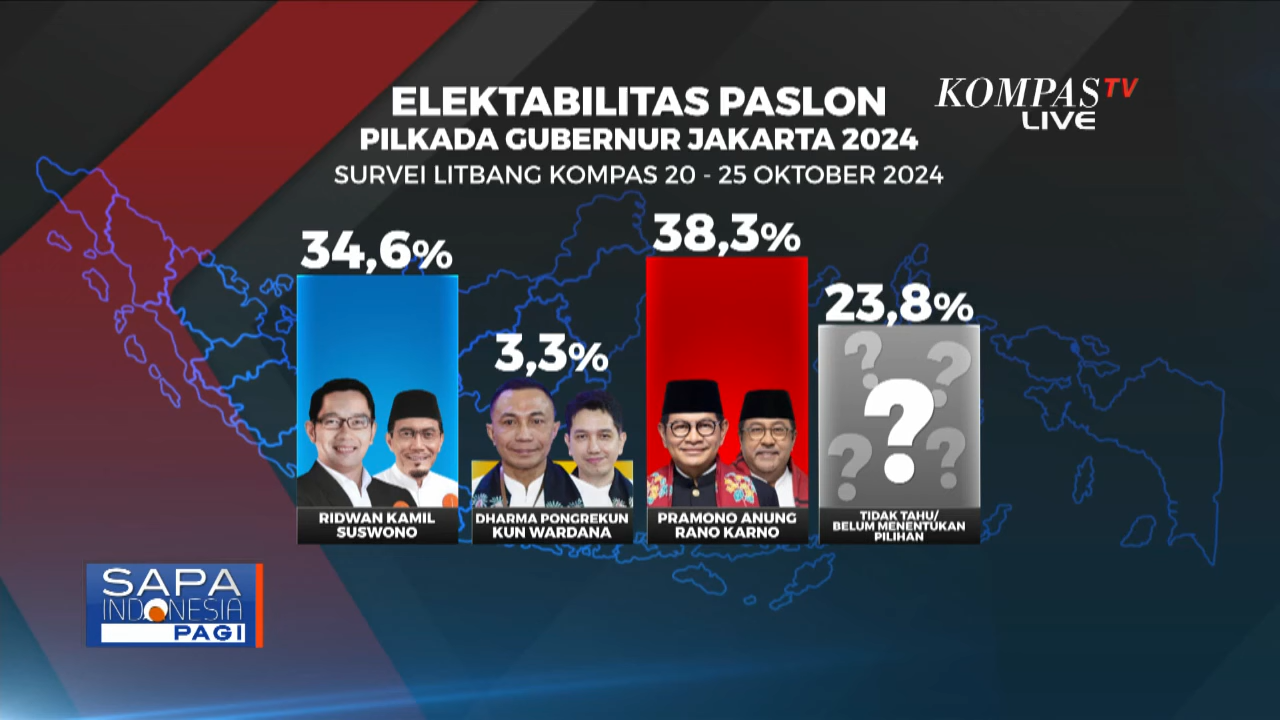 ELEKTABILITAS PASLON
PILKADA GUBERNUR JAKARTA 2024
SURVEI LITBANG KOMPAS 20 - 25 OKTOBER 2024
KOMPASTV
LIVE
34,6%
3,3%
38,3%
23,8%
RIDWAN KAMIL
SUSWONO
DHARMA PONGREKUN
KUN WARDANA
PRAMONO ANUNG
RANO KARNO
? ? ? ? ?
TIDAK TAHU/
BELUM MENENTUKAN
PILIHAN
SAPA
INDONESIA
PAGI